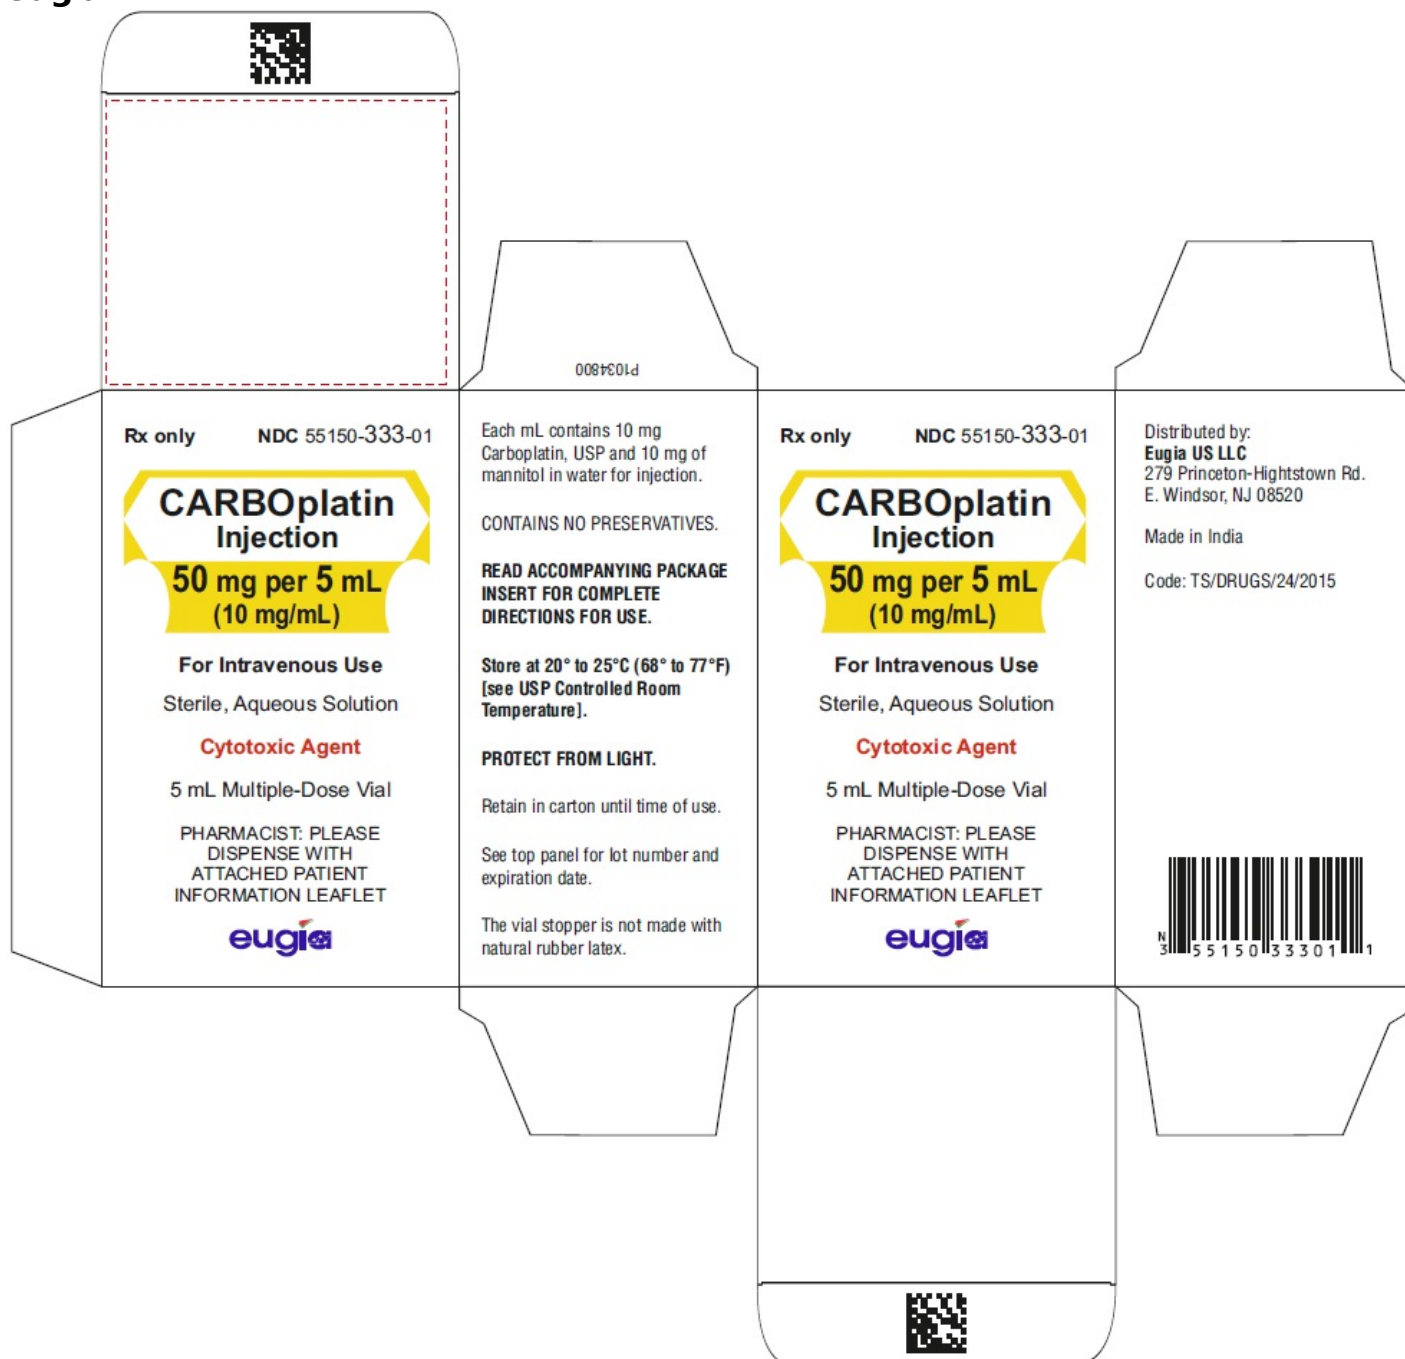 P1034800
Rx only NDC 55150-333-01
CARBOplatin
Injection
50 mg per 5 mL
(10 mg/mL)
For Intravenous Use
Sterile, Aqueous Solution
Cytotoxic Agent
5 mL Multiple-Dose Vial
PHARMACIST: PLEASE
DISPENSE WITH
ATTACHED PATIENT
INFORMATION LEAFLET
eugia
Each mL contains 10 mg
Carboplatin, USP and 10 mg of
mannitol in water for injection.
CONTAINS NO PRESERVATIVES.
READ ACCOMPANYING PACKAGE
INSERT FOR COMPLETE
DIRECTIONS FOR USE.
Store at 20° to 25°C (68° to 77°F)
[see USP Controlled Room
Temperature].
PROTECT FROM LIGHT.
Retain in carton until time of use.
See top panel for lot number and
expiration date.
The vial stopper is not made with
natural rubber latex.
Rx only NDC 55150-333-01
CARBOplatin
Injection
50 mg per 5 mL
(10 mg/mL)
For Intravenous Use
Sterile, Aqueous Solution
Cytotoxic Agent
5 mL Multiple-Dose Vial
PHARMACIST: PLEASE
DISPENSE WITH
ATTACHED PATIENT
INFORMATION LEAFLET
eugia
Distributed by:
Eugia US LLC
279 Princeton-Hightstown Rd.
E. Windsor, NJ 08520
Made in India
Code: TS/DRUGS/24/2015
N
3 55150 33301 1